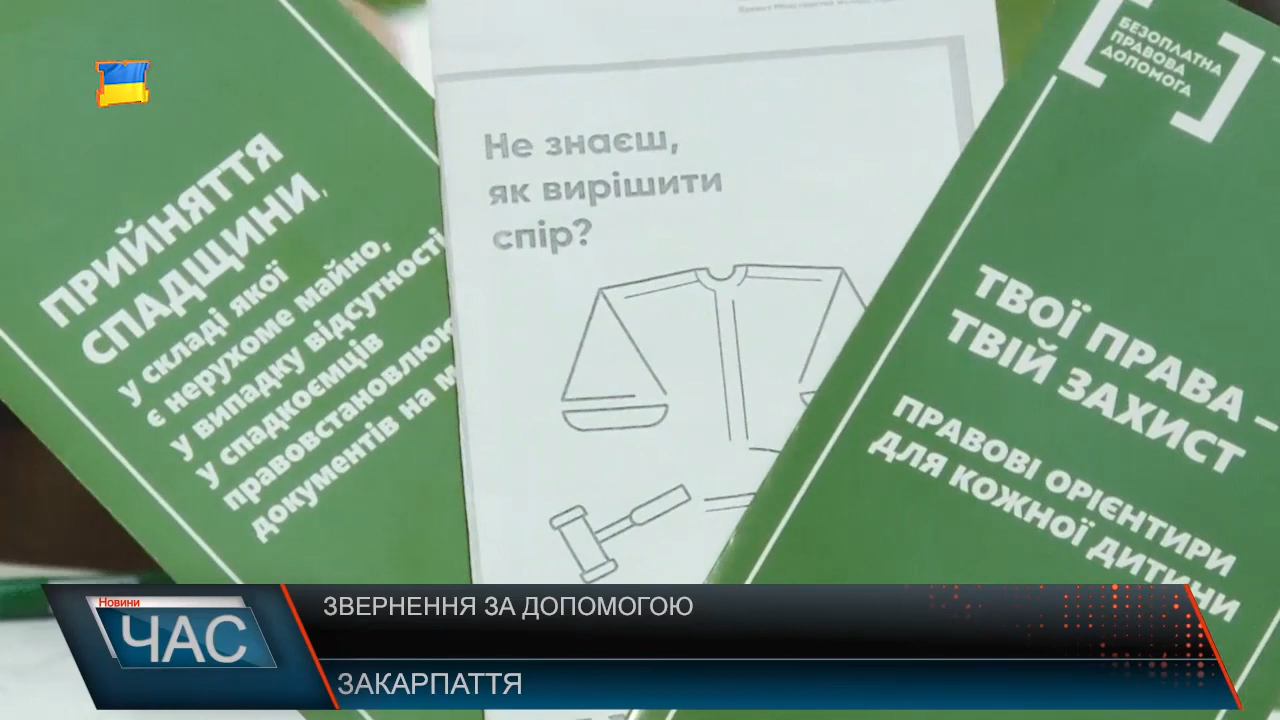 ПРИЙНЯТТЯ
СПАДЩИНИ,
у складі якої
є нерухоме майно,
у випадку відсутності
у спадкоємців
правовстановлюю
документів на м
Не знаєш,
як вирішити
спір?
БЕЗОПЛАТНА
ПРАВОВА
ДОПОМОГА
ТВОЇ ПРАВА –
ТВІЙ ЗАХИСТ
ПРАВОВІ ОРІЄНТИРИ
ДЛЯ КОЖНОЇ ДИТИНИ
Новини
ЧАС
ЗВЕРНЕННЯ ЗА ДОПОМОГОЮ
ЗАКАРПАТТЯ